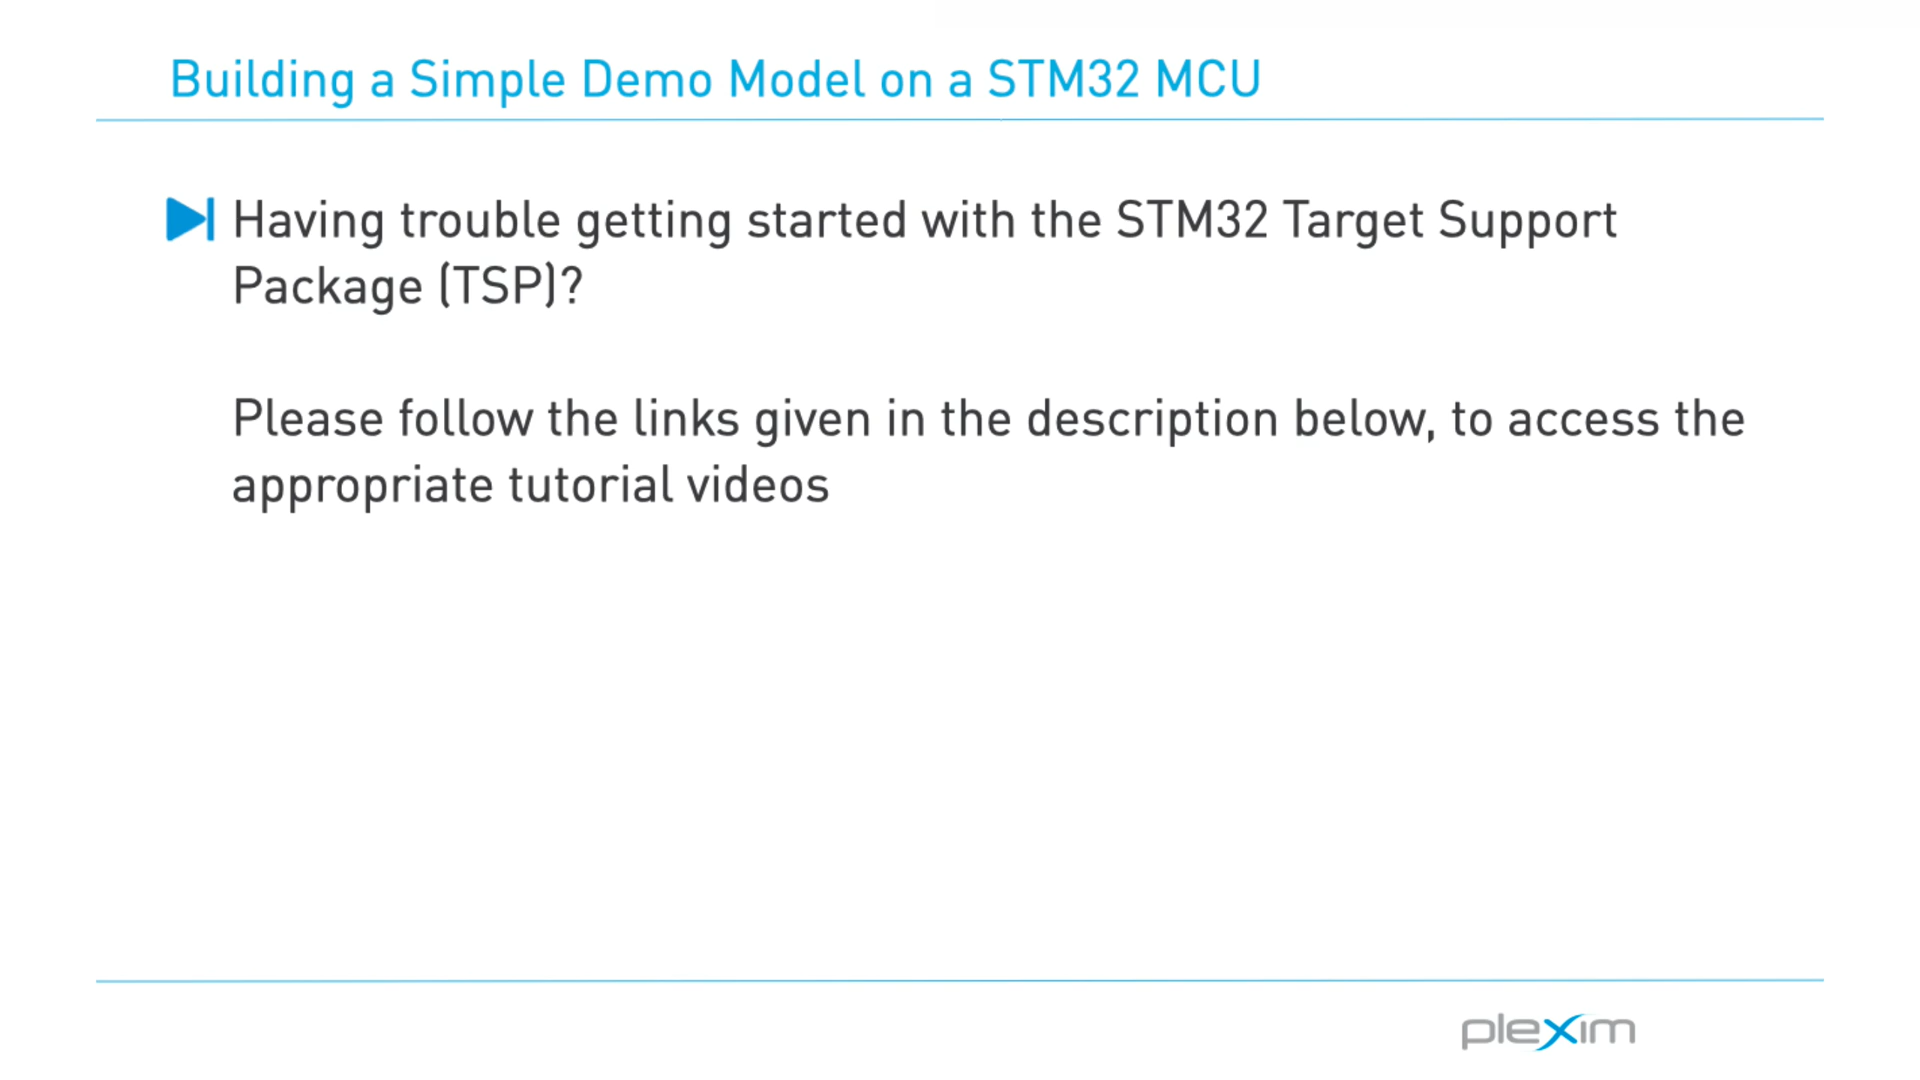 Building a Simple Demo Model on a STM32 MCU
Having trouble getting started with the STM32 Target Support
Package (TSP)?
Please follow the links given in the description below, to access the
appropriate tutorial videos
plexim